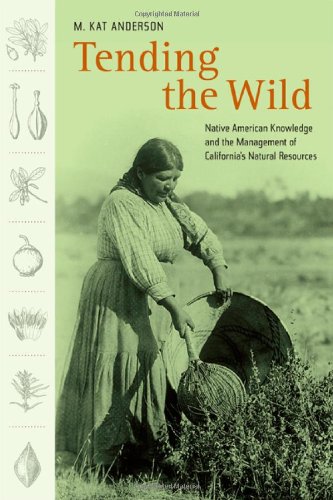 M. KAT ANDERSON
Tending
the Wild
Native American Knowledge
and the Management of
California's Natural Resources